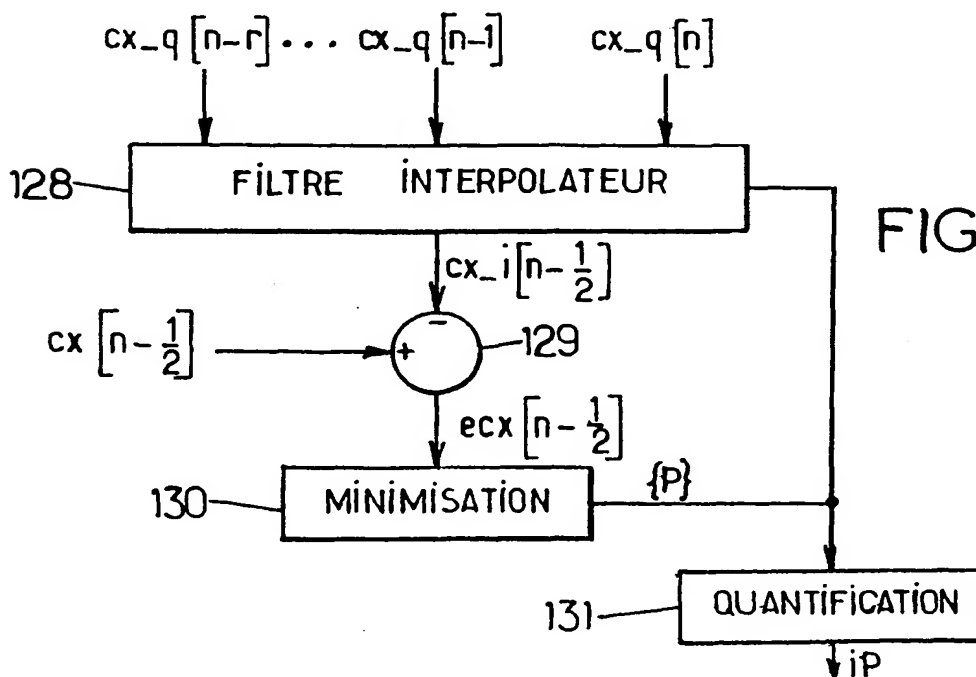 cx_q[n-r] . . . cx_q[n-1] cx_q[n]
128 FILTRE INTERPOLATEUR
FIG
cx_i[n-1/2]
cx[n-1/2] + - 129
ecx[n-1/2]
130 MINIMISATION {P}
131 QUANTIFICATION
iP